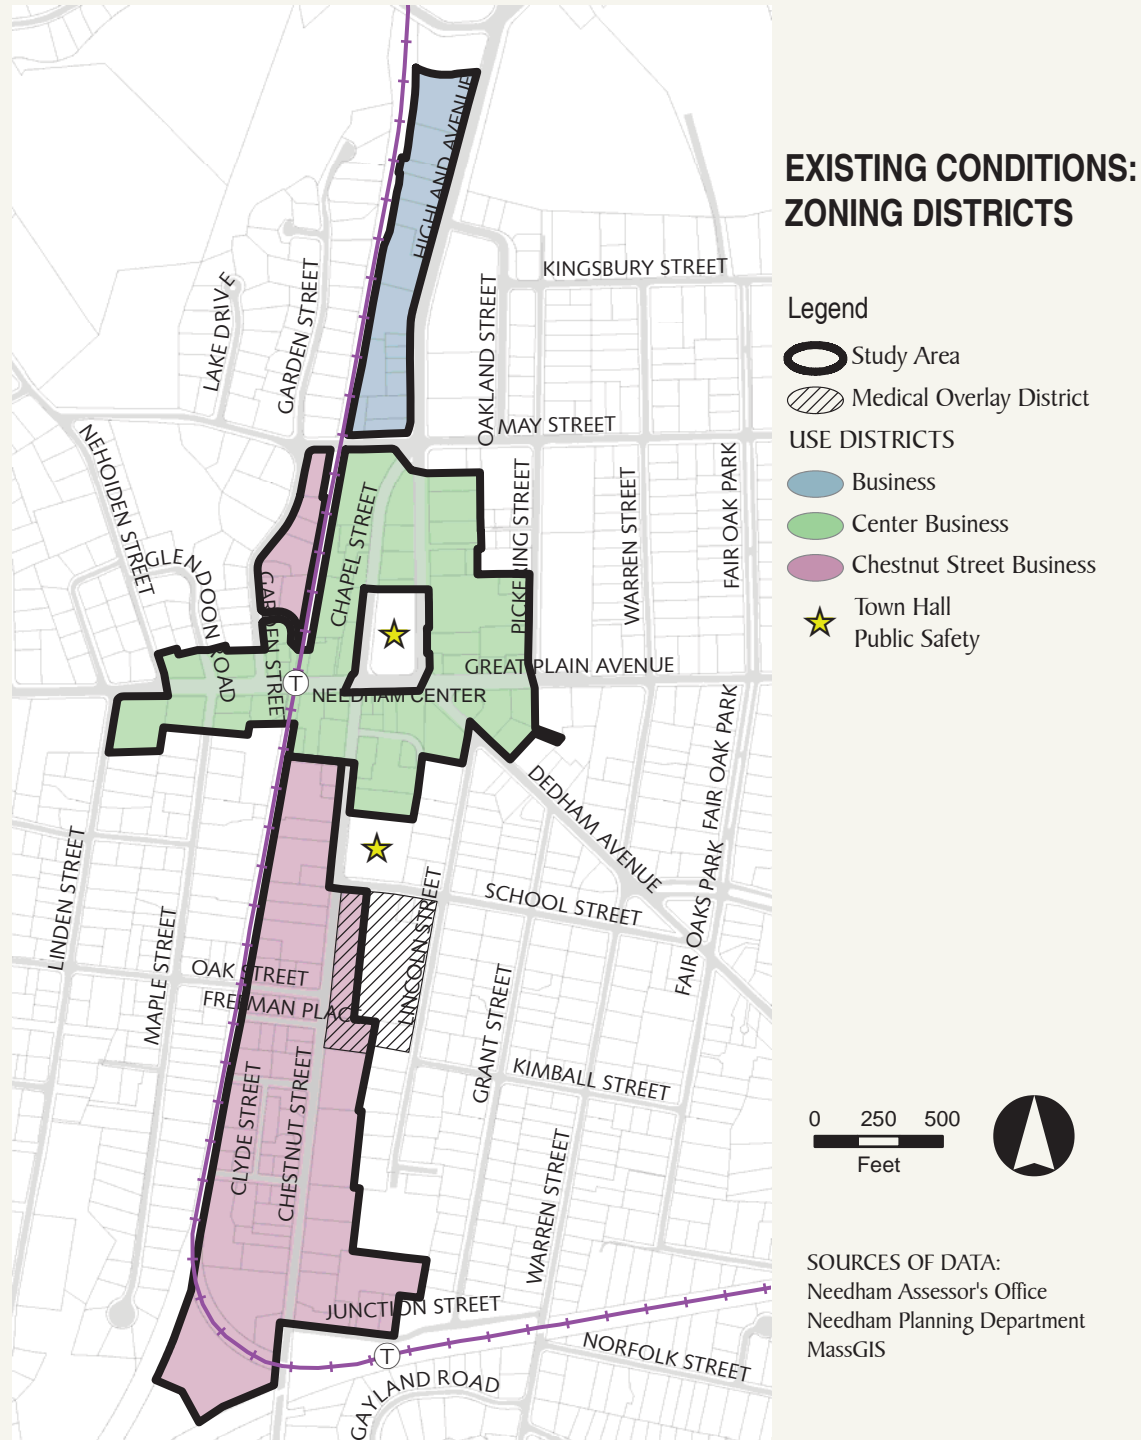 HIGHLAND AVENUE
KINGSBURY STREET
LAKE DRIVE
GARDEN STREET
OAKLAND STREET
MAY STREET
NEHOIDEN STREET
GLENDOON ROAD
GARDEN STREET
CHAPEL STREET
PICKERING STREET
WARREN STREET
FAIR OAK PARK
GREAT PLAIN AVENUE
T
NEEDHAM CENTER
FAIR OAK PARK
DEDHAM AVENUE
LINDEN STREET
MAPLE STREET
LINCOLN STREET
SCHOOL STREET
FAIR OAKS PARK
OAK STREET
FREEMAN PLACE
GRANT STREET
KIMBALL STREET
CLYDE STREET
CHESTNUT STREET
WARREN STREET
JUNCTION STREET
T
NORFOLK STREET
GAYLAND ROAD
EXISTING CONDITIONS:
ZONING DISTRICTS
Legend
Study Area
Medical Overlay District
USE DISTRICTS
Business
Center Business
Chestnut Street Business
Town Hall
Public Safety
0 250 500
Feet
SOURCES OF DATA:
Needham Assessor's Office
Needham Planning Department
MassGIS